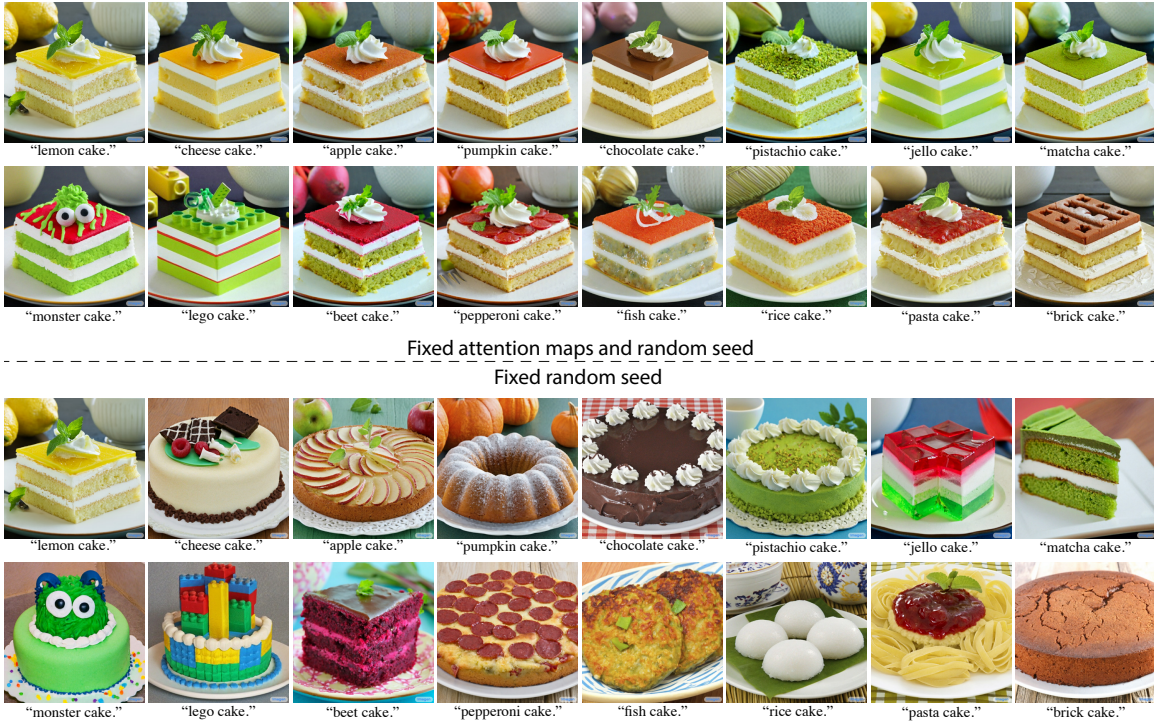 “lemon cake.” “cheese cake.” “apple cake.” “pumpkin cake.” “chocolate cake.” “pistachio cake.” “jello cake.” “matcha cake.”
“monster cake.” “lego cake.” “beet cake.” “pepperoni cake.” “fish cake.” “rice cake.” “pasta cake.” “brick cake.”
Fixed attention maps and random seed
Fixed random seed
“lemon cake.” “cheese cake.” “apple cake.” “pumpkin cake.” “chocolate cake.” “pistachio cake.” “jello cake.” “matcha cake.”
“monster cake.” “lego cake.” “beet cake.” “pepperoni cake.” “fish cake.” “rice cake.” “pasta cake.” “brick cake.”